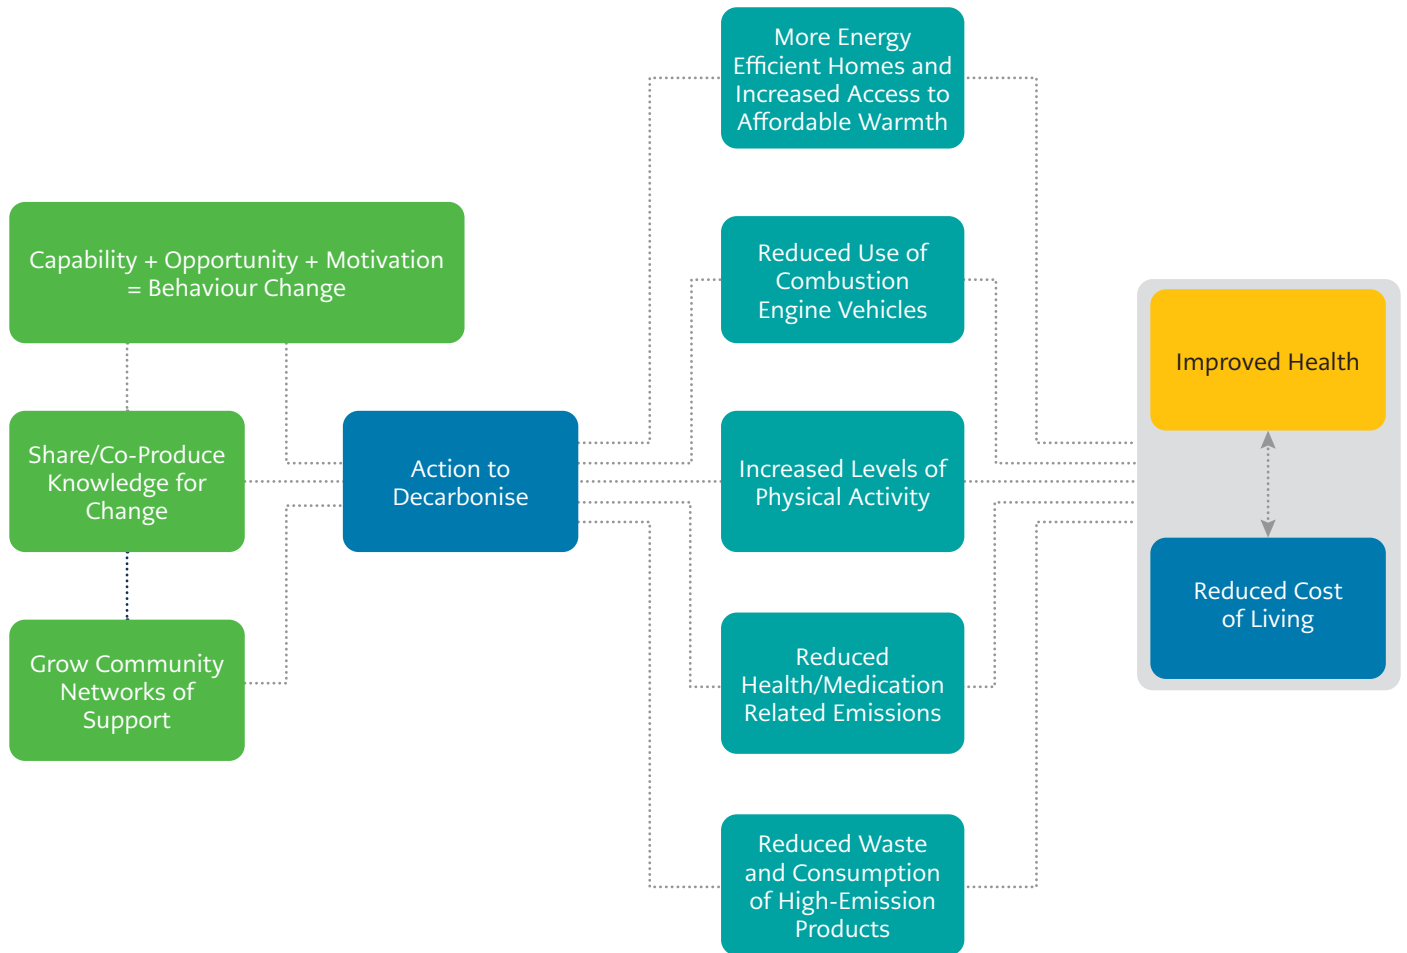 More Energy
Efficient Homes and
Increased Access to
Affordable Warmth
Capability + Opportunity + Motivation
= Behaviour Change
Reduced Use of
Combustion
Engine Vehicles
Improved Health
Share/Co-Produce
Knowledge for
Change
Action to
Decarbonise
Increased Levels of
Physical Activity
Reduced Cost
of Living
Grow Community
Networks of
Support
Reduced
Health/Medication
Related Emissions
Reduced Waste
and Consumption
of High-Emission
Products